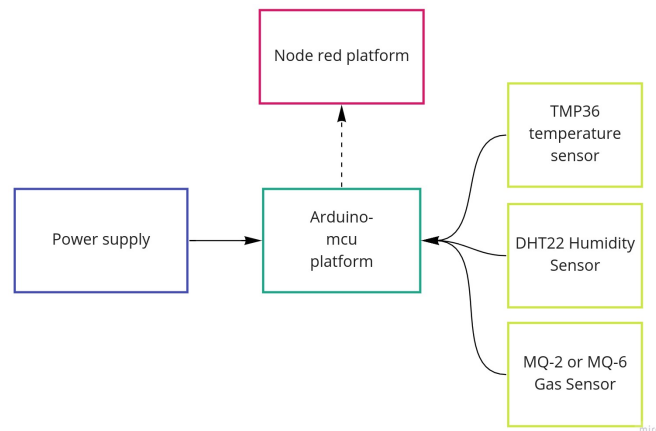 Node red platform
TMP36
temperature
sensor
Power supply
Arduino-
mcu
platform
DHT22 Humidity
Sensor
MQ-2 or MQ-6
Gas Sensor